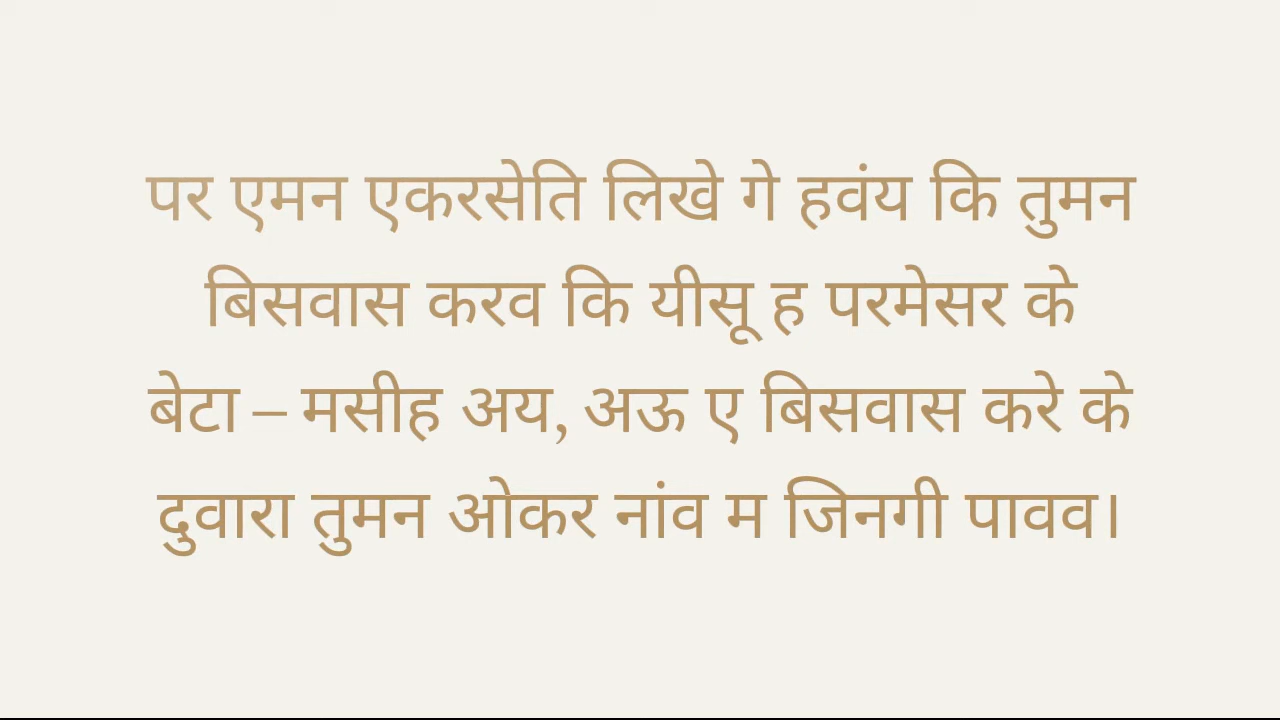 पर एमन एकरसेति लिखे गे हवंय कि तुमन
बिसवास करव कि यीसू ह परमेसर के
बेटा – मसीह अय, अऊ ए बिसवास करे के
दुवारा तुमन ओकर नांव म जिनगी पावव।